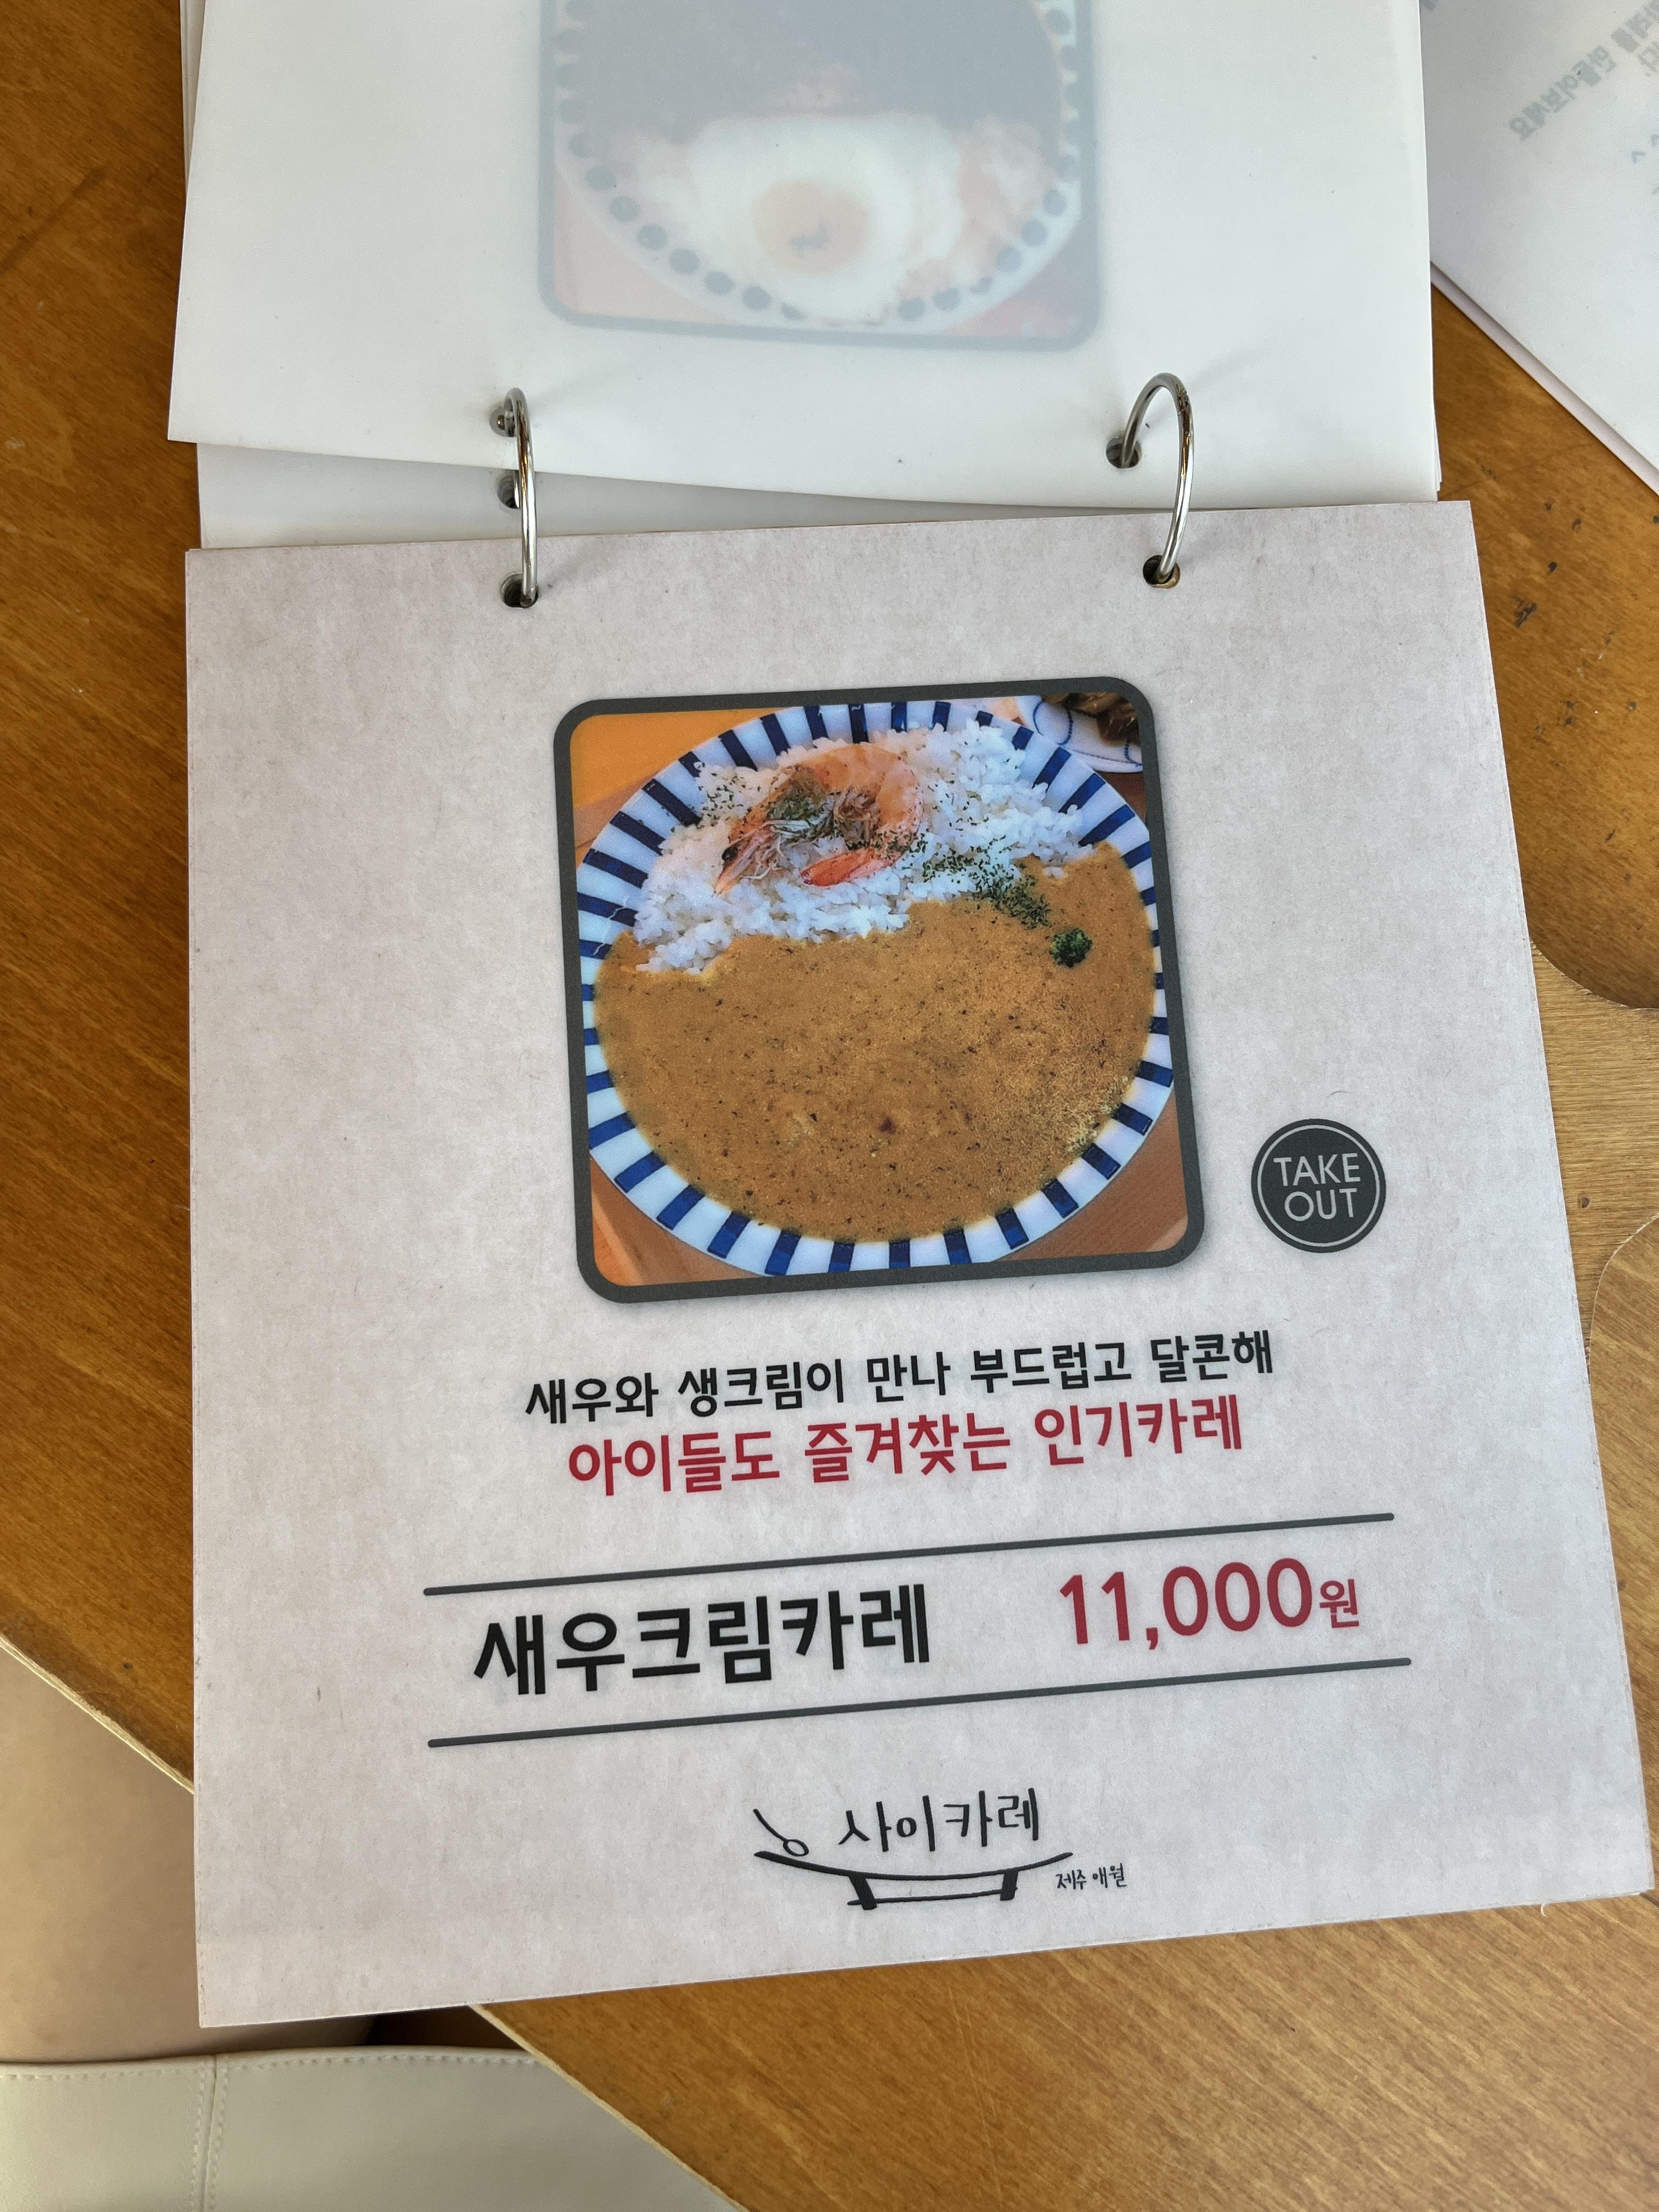 TAKE
OUT
새우와 생크림이 만나 부드럽고 달콘해
아이들도 즐겨찾는 인기카레
새우크림카레 11,000원
사이카레
제주 애월